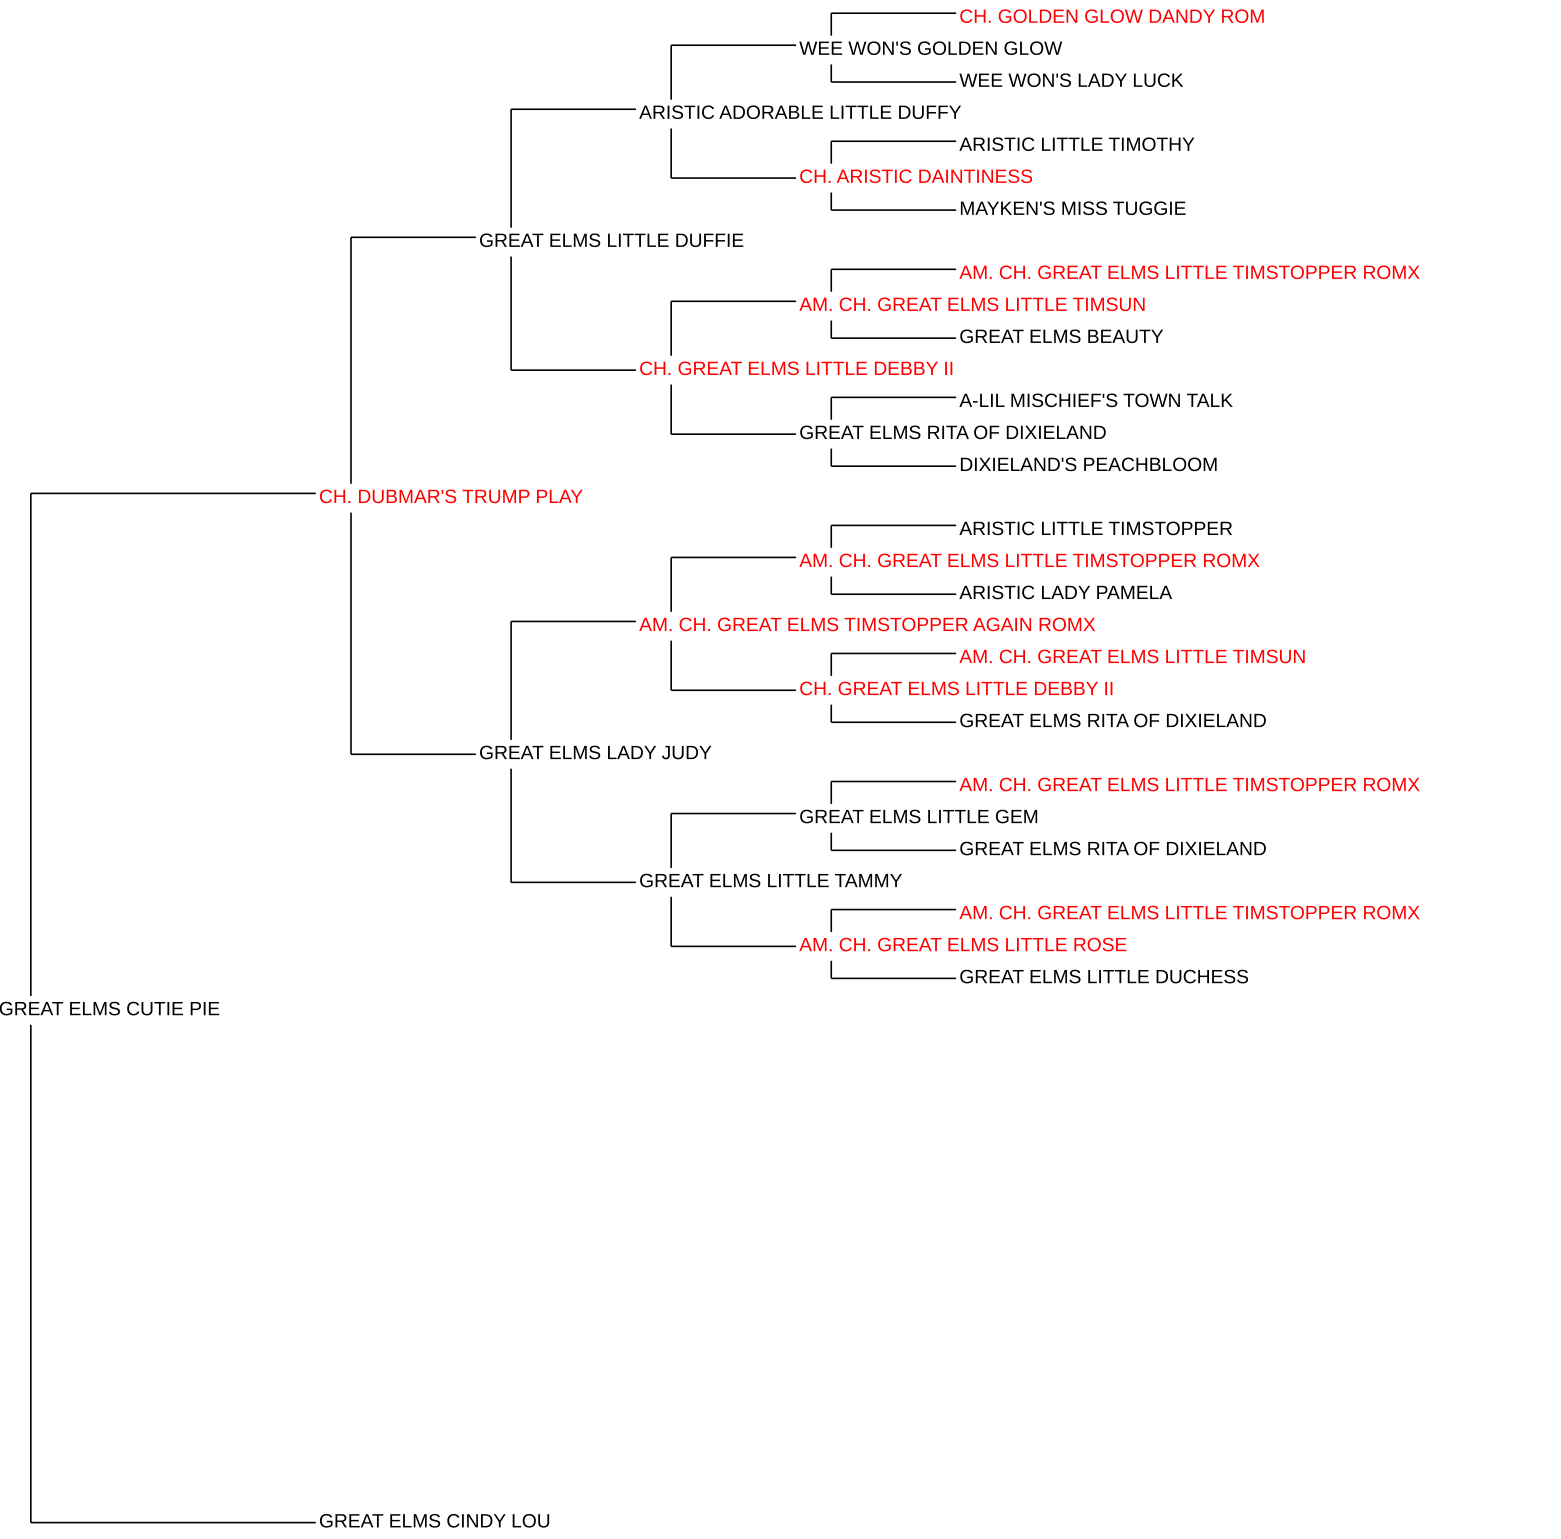 CH. GOLDEN GLOW DANDY ROM
WEE WON'S GOLDEN GLOW
WEE WON'S LADY LUCK
ARISTIC ADORABLE LITTLE DUFFY
ARISTIC LITTLE TIMOTHY
CH. ARISTIC DAINTINESS
MAYKEN'S MISS TUGGIE
GREAT ELMS LITTLE DUFFIE
AM. CH. GREAT ELMS LITTLE TIMSTOPPER ROMX
AM. CH. GREAT ELMS LITTLE TIMSUN
GREAT ELMS BEAUTY
CH. GREAT ELMS LITTLE DEBBY II
A-LIL MISCHIEF'S TOWN TALK
GREAT ELMS RITA OF DIXIELAND
DIXIELAND'S PEACHBLOOM
CH. DUBMAR'S TRUMP PLAY
ARISTIC LITTLE TIMSTOPPER
AM. CH. GREAT ELMS LITTLE TIMSTOPPER ROMX
ARISTIC LADY PAMELA
AM. CH. GREAT ELMS TIMSTOPPER AGAIN ROMX
AM. CH. GREAT ELMS LITTLE TIMSUN
CH. GREAT ELMS LITTLE DEBBY II
GREAT ELMS RITA OF DIXIELAND
GREAT ELMS LADY JUDY
AM. CH. GREAT ELMS LITTLE TIMSTOPPER ROMX
GREAT ELMS LITTLE GEM
GREAT ELMS RITA OF DIXIELAND
GREAT ELMS LITTLE TAMMY
AM. CH. GREAT ELMS LITTLE TIMSTOPPER ROMX
AM. CH. GREAT ELMS LITTLE ROSE
GREAT ELMS LITTLE DUCHESS
GREAT ELMS CUTIE PIE
GREAT ELMS CINDY LOU